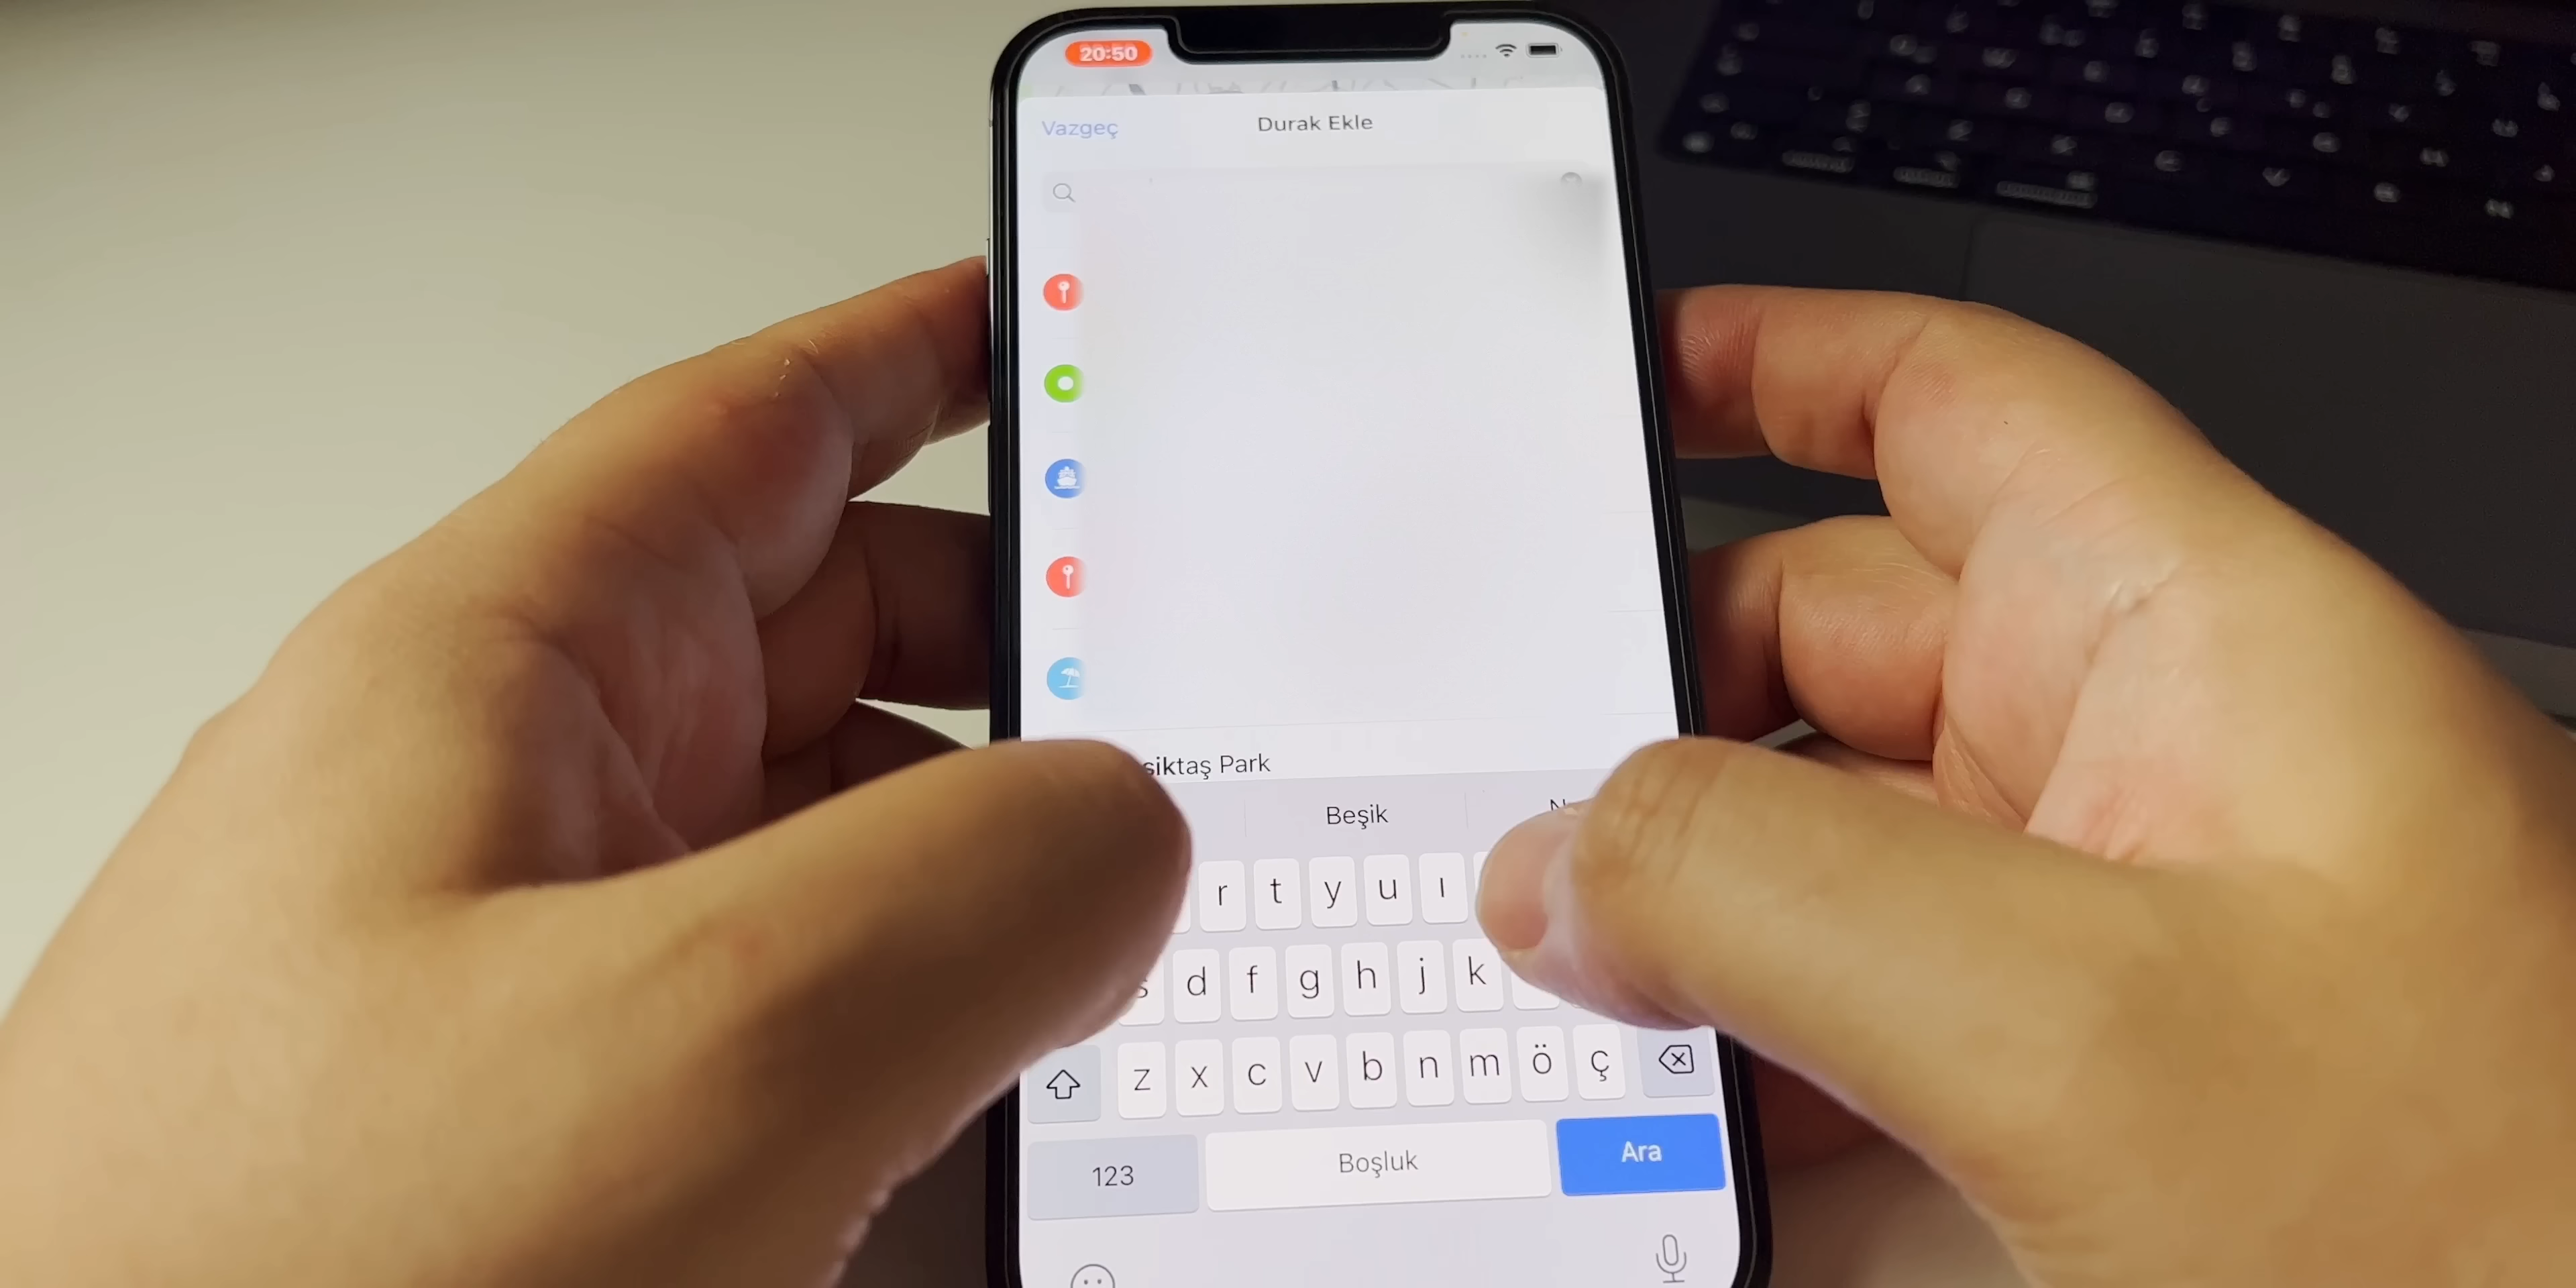 20:50
Vazgeç
Durak Ekle
siktaş Park
Beşik
r t y u ı
d f g h j k
z x c v b n m ö ç
123
Boşluk
Ara